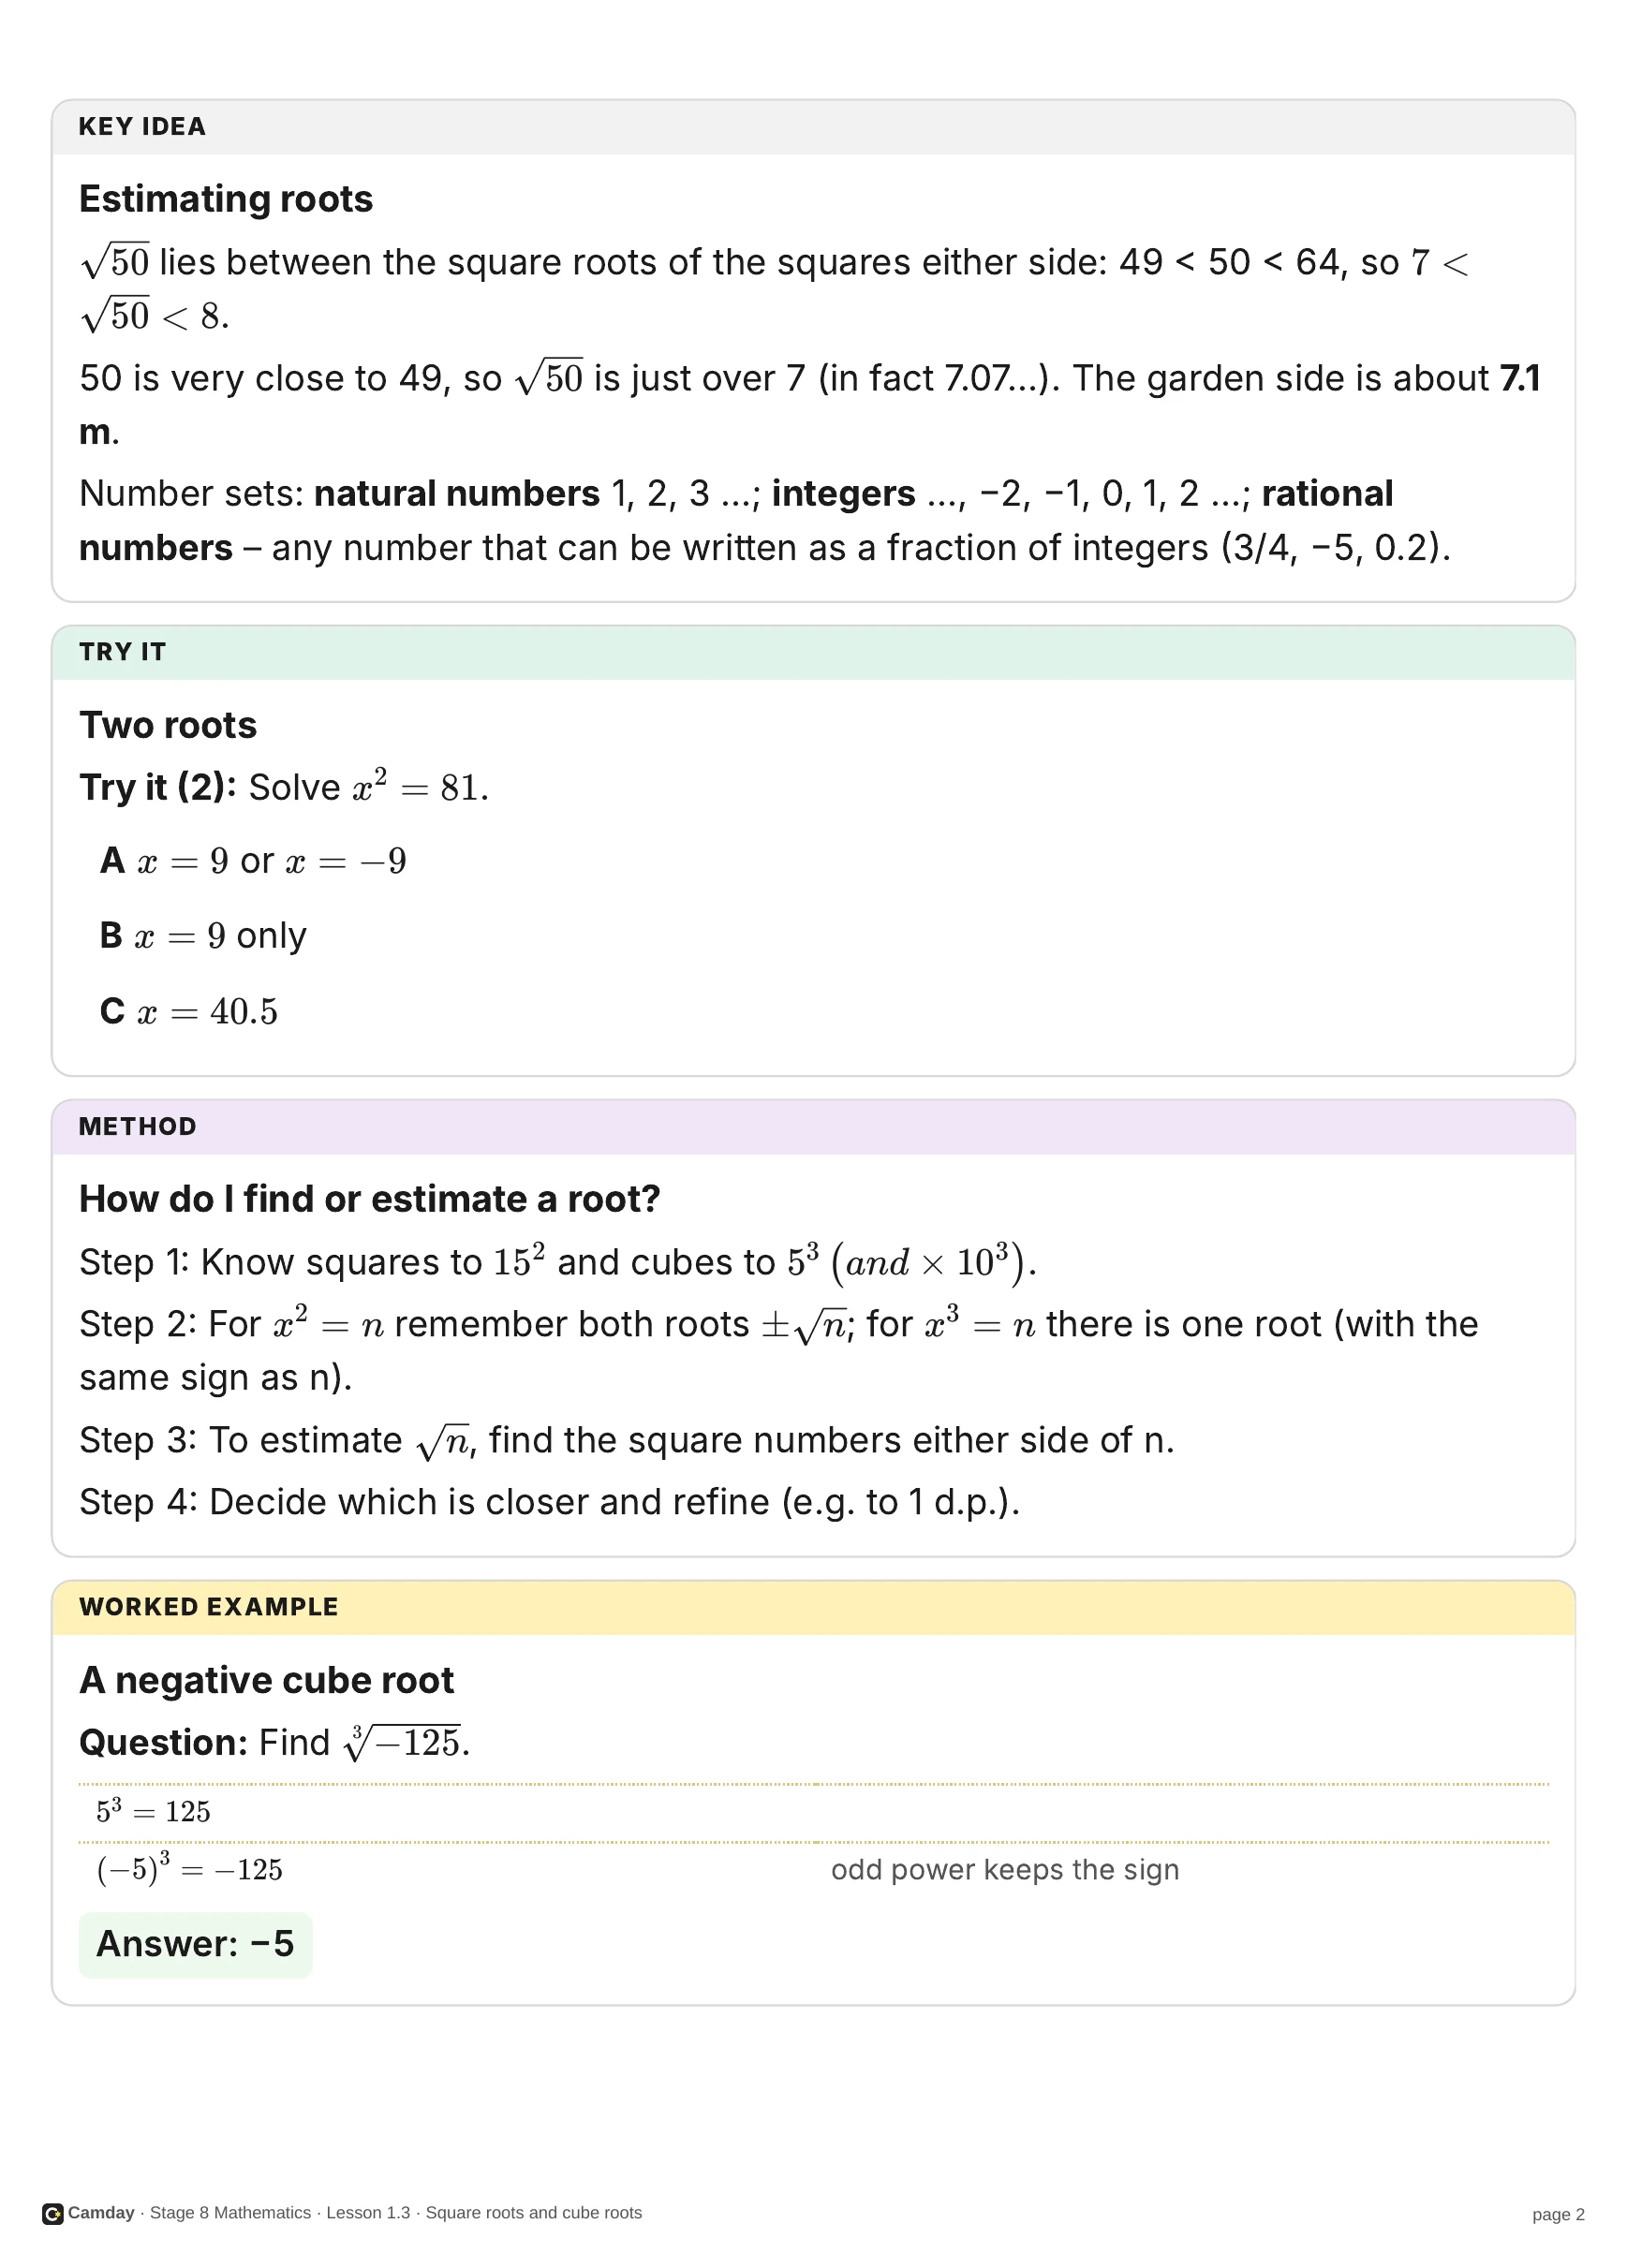 KEY IDEA
Estimating roots
√50 lies between the square roots of the squares either side: 49 < 50 < 64, so 7 <
√50 < 8.
50 is very close to 49, so √50 is just over 7 (in fact 7.07...). The garden side is about 7.1
m.
Number sets: natural numbers 1, 2, 3 ...; integers ..., −2, −1, 0, 1, 2 ...; rational
numbers – any number that can be written as a fraction of integers (3/4, −5, 0.2).
TRY IT
Two roots
Try it (2): Solve x² = 81.
A x = 9 or x = −9
B x = 9 only
C x = 40.5
METHOD
How do I find or estimate a root?
Step 1: Know squares to 15² and cubes to 5³ (and × 10³).
Step 2: For x² = n remember both roots ±√n; for x³ = n there is one root (with the
same sign as n).
Step 3: To estimate √n, find the square numbers either side of n.
Step 4: Decide which is closer and refine (e.g. to 1 d.p.).
WORKED EXAMPLE
A negative cube root
Question: Find ∛−125.
5³ = 125
(−5)³ = −125 odd power keeps the sign
Answer: −5
Camday · Stage 8 Mathematics · Lesson 1.3 · Square roots and cube roots page 2